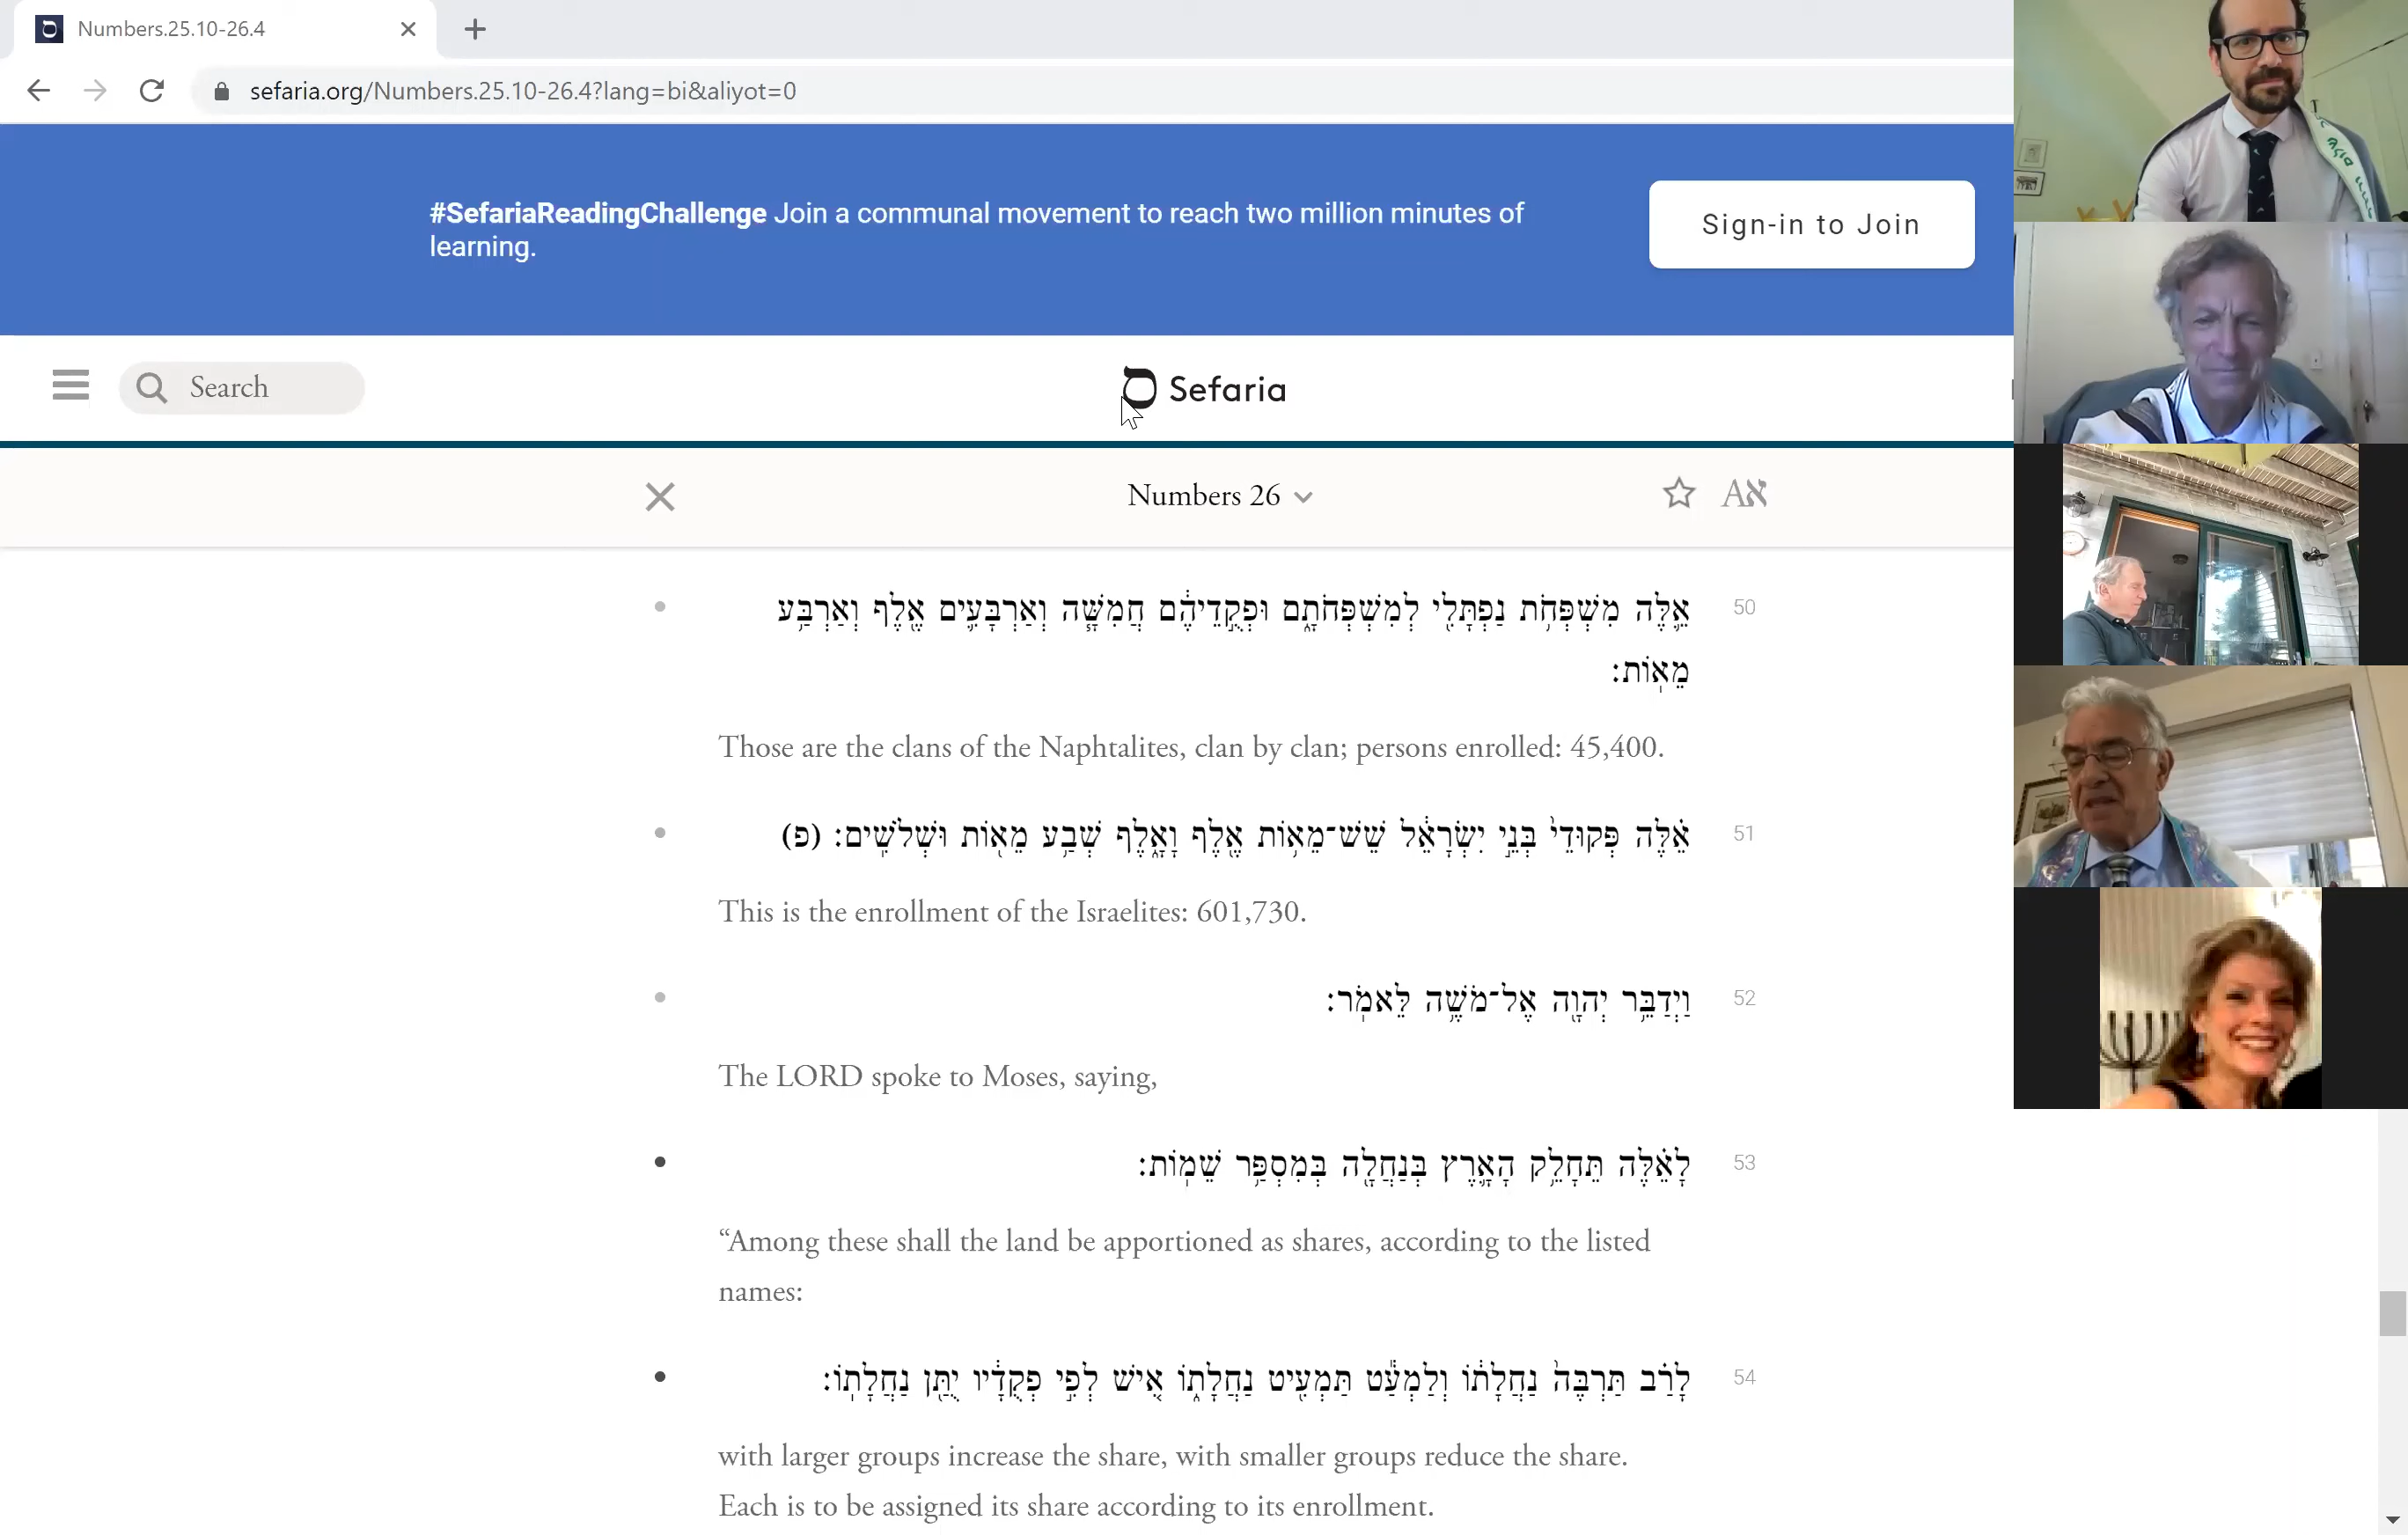 Numbers.25.10-26.4
sefaria.org/Numbers.25.10-26.4?lang=bi&aliyot=0
#SefariaReadingChallenge Join a communal movement to reach two million minutes of
learning.
Sign-in to Join
Search
Sefaria
Numbers 26
Aא
50
אֵ֛לֶּה מִשְׁפְּחֹ֥ת נַפְתָּלִ֖י לְמִשְׁפְּחֹתָ֑ם וּפְקֻ֣דֵיהֶ֔ם חֲמִשָּׁ֧ה וְאַרְבָּעִ֛ים אֶ֖לֶף וְאַרְבַּ֥ע
מֵאֽוֹת׃
Those are the clans of the Naphtalites, clan by clan; persons enrolled: 45,400.
51
אֵ֗לֶּה פְּקוּדֵי֙ בְּנֵ֣י יִשְׂרָאֵ֔ל שֵׁשׁ־מֵא֥וֹת אֶ֖לֶף וָאָ֑לֶף שְׁבַ֥ע מֵא֖וֹת וּשְׁלֹשִֽׁים׃ (פ)
This is the enrollment of the Israelites: 601,730.
52
וַיְדַבֵּ֥ר יְהוָ֖ה אֶל־מֹשֶׁ֥ה לֵּאמֹֽר׃
The LORD spoke to Moses, saying,
53
לָאֵ֗לֶּה תֵּחָלֵ֥ק הָאָ֛רֶץ בְּנַחֲלָ֖ה בְּמִסְפַּ֥ר שֵׁמֽוֹת׃
“Among these shall the land be apportioned as shares, according to the listed
names:
54
לָרַ֗ב תַּרְבֶּה֙ נַחֲלָת֔וֹ וְלַמְעַ֕ט תַּמְעִ֖יט נַחֲלָת֑וֹ אִ֚ישׁ לְפִ֣י פְקֻדָ֔יו יֻתַּ֖ן נַחֲלָתֽוֹ׃
with larger groups increase the share, with smaller groups reduce the share.
Each is to be assigned its share according to its enrollment.